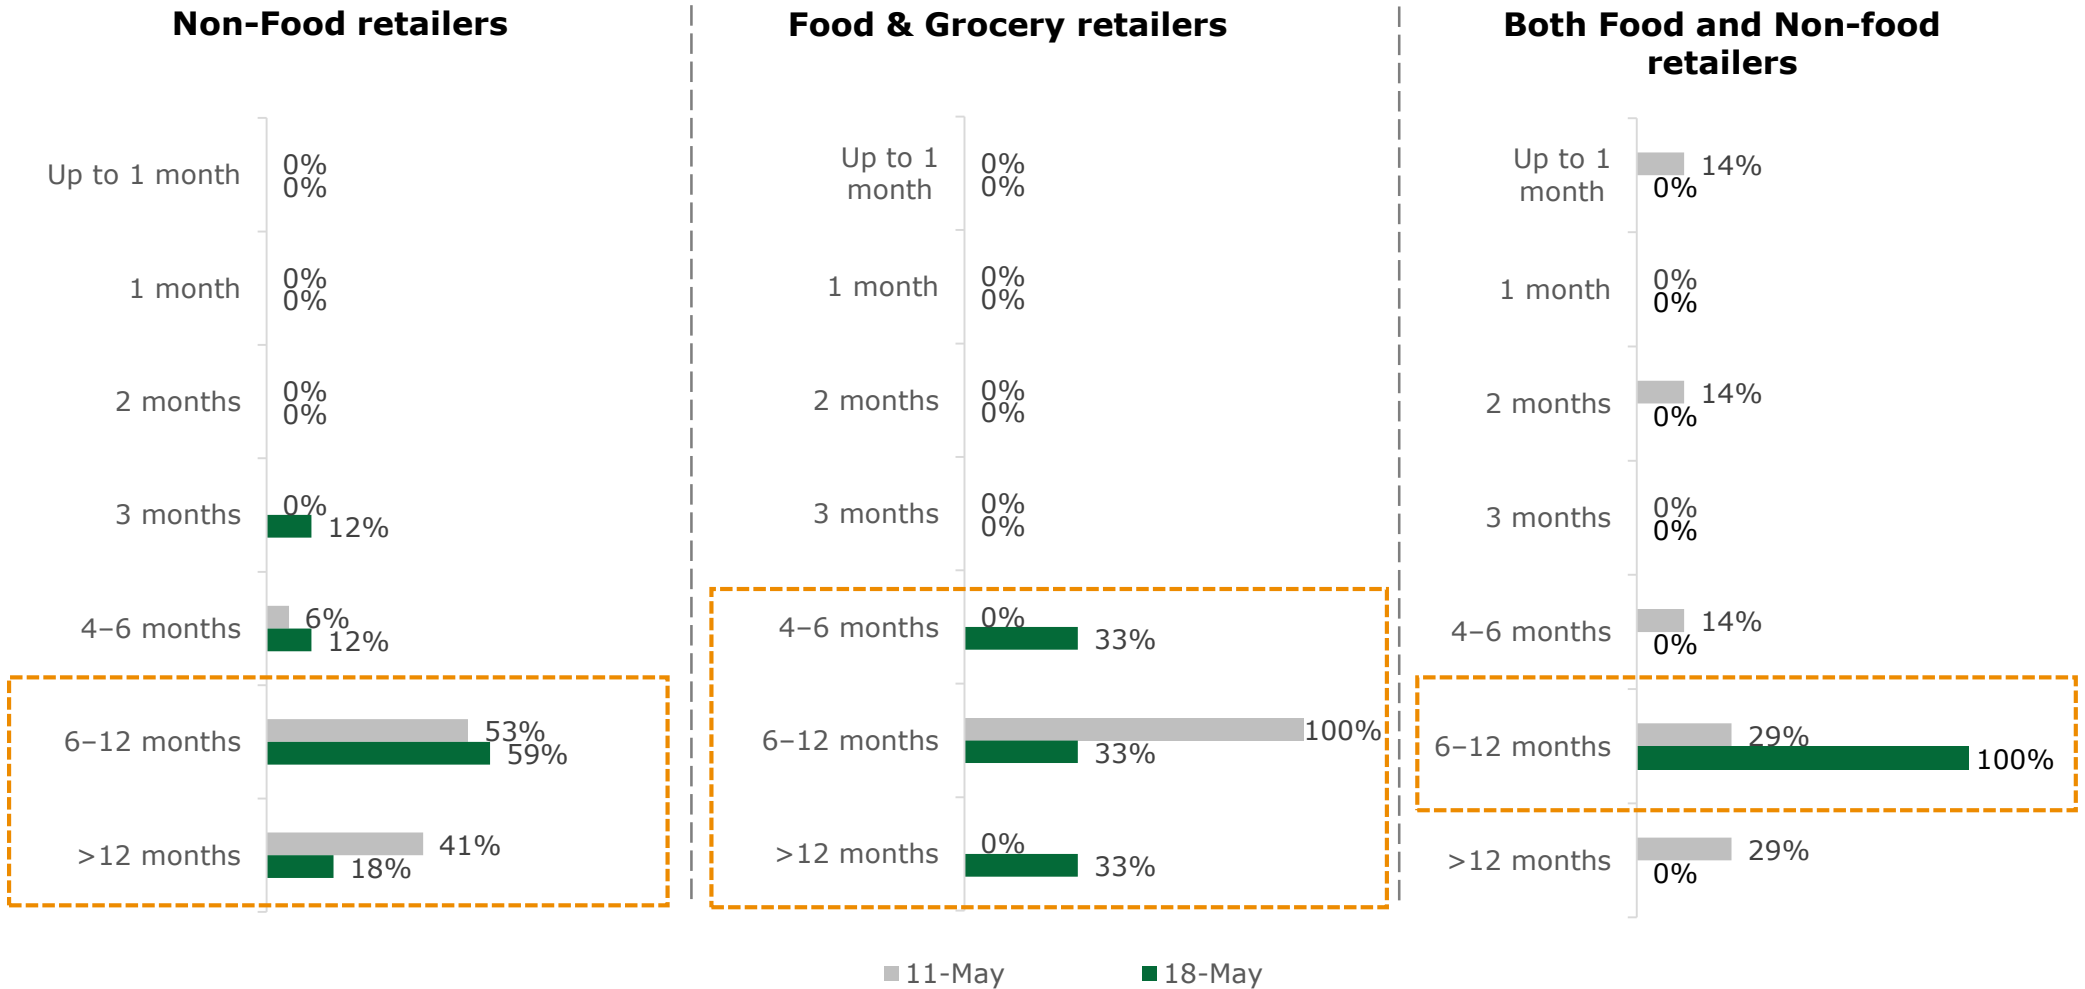 Non-Food retailers
Up to 1 month
0%
0%
1 month
0%
0%
2 months
0%
0%
3 months
0%
12%
4–6 months
6%
12%
6–12 months
53%
59%
>12 months
41%
18%
Food & Grocery retailers
Up to 1
month
0%
0%
1 month
0%
0%
2 months
0%
0%
3 months
0%
0%
4–6 months
0%
33%
6–12 months
100%
33%
>12 months
0%
33%
Both Food and Non-food
retailers
Up to 1
month
14%
0%
1 month
0%
0%
2 months
14%
0%
3 months
0%
0%
4–6 months
14%
0%
6–12 months
29%
100%
>12 months
29%
0%
11-May
18-May